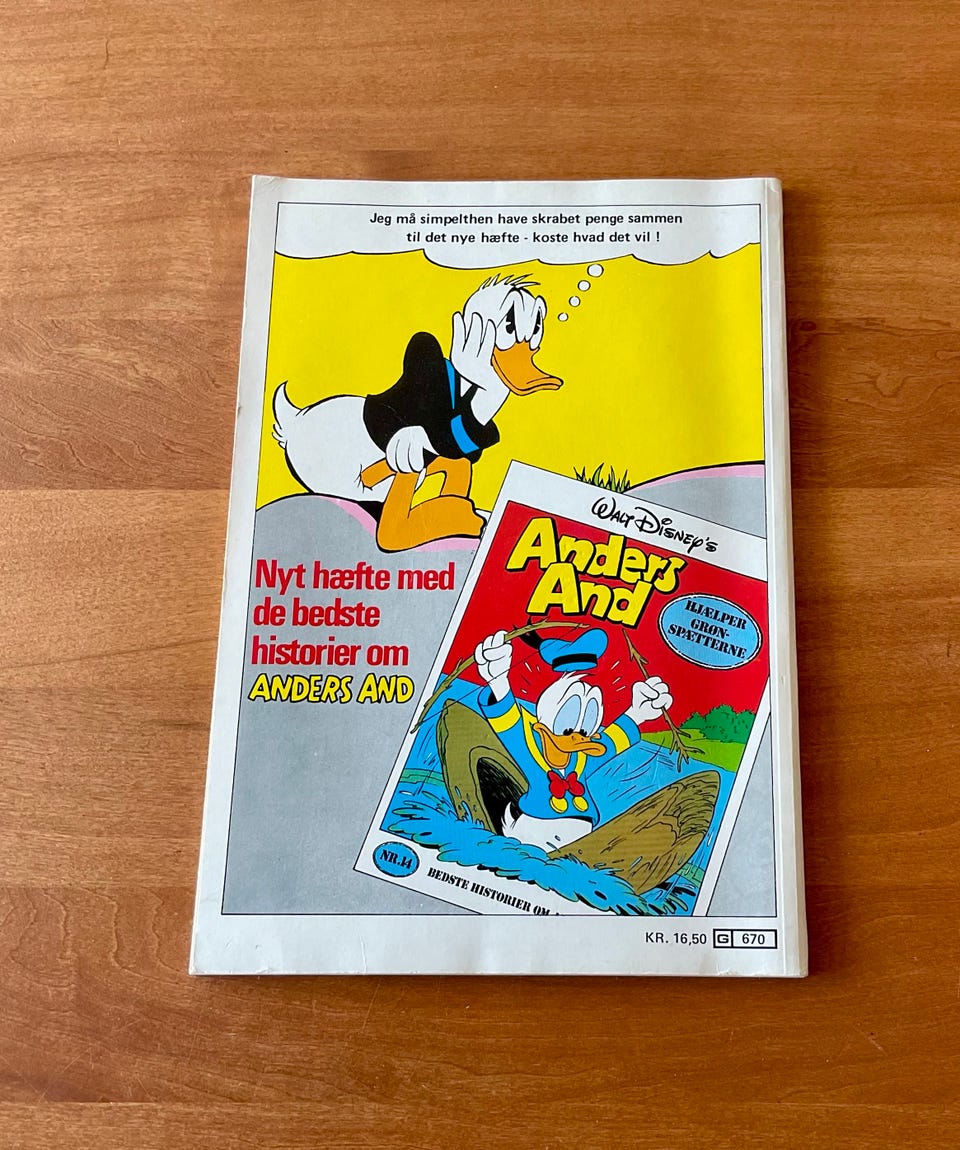 Jeg må simpelthen have skrabet penge sammen
til det nye hæfte - koste hvad det vil !
WALT DISNEY'S
Anders
And
HJÆLPER
GRØN-
SPÆTTERNE
Nyt hæfte med
de bedste
historier om
ANDERS AND
NR.14
BEDSTE HISTORIER OM
KR. 16,50 G 670